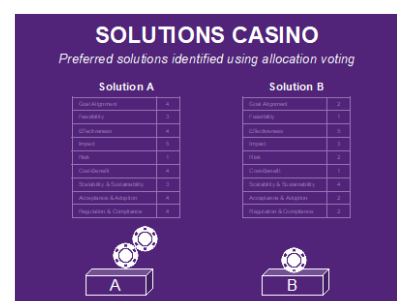 SOLUTIONS CASINO
Preferred solutions identified using allocation voting
Solution A
Goal Alignment 4
Feasibility 3
Effectiveness 4
Impact 5
Risk 1
Cost-Benefit 4
Scalability & Sustainability 3
Acceptance & Adoption 4
Regulation & Compliance 4
A
Solution B
Goal Alignment 2
Feasibility 1
Effectiveness 5
Impact 3
Risk 2
Cost-Benefit 1
Scalability & Sustainability 4
Acceptance & Adoption 2
Regulation & Compliance 2
B